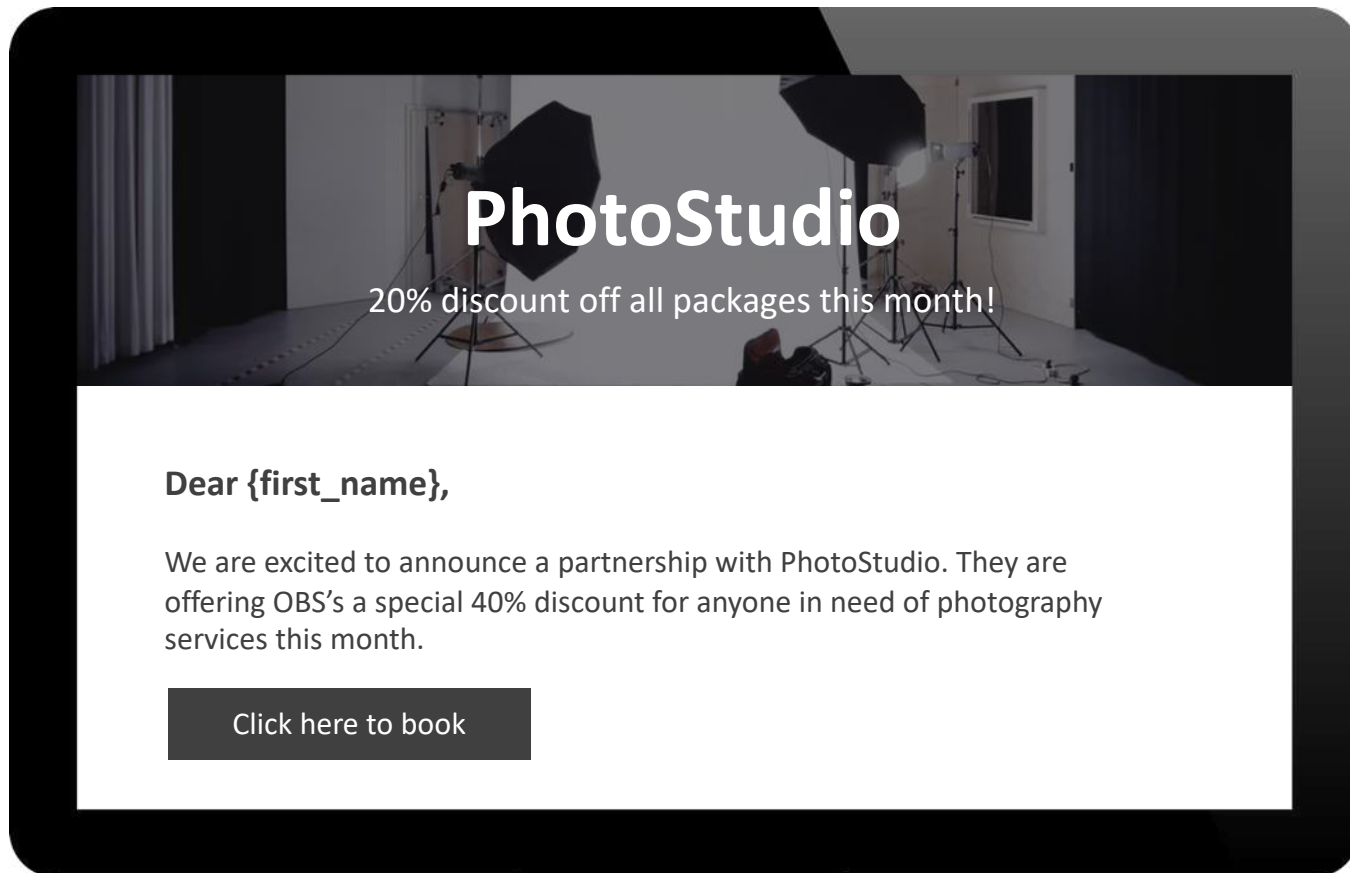 PhotoStudio
20% discount off all packages this month!
Dear {first_name},
We are excited to announce a partnership with PhotoStudio. They are
offering OBS’s a special 40% discount for anyone in need of photography
services this month.
Click here to book